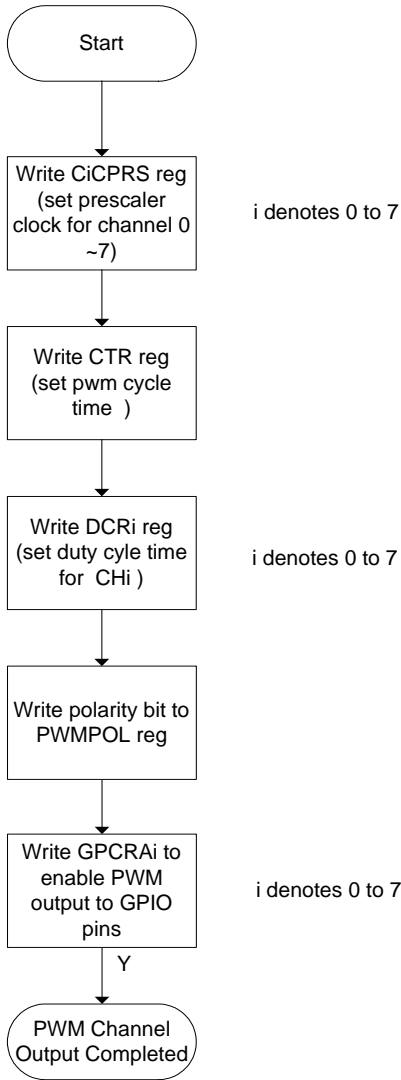 Start
Write CiCPRS reg
(set prescaler
clock for channel 0
~7)
i denotes 0 to 7
Write CTR reg
(set pwm cycle
time  )
Write DCRi reg
(set duty cyle time
for  CHi )
i denotes 0 to 7
Write polarity bit to
PWMPOL reg
Write GPCRAi to
enable PWM
output to GPIO
pins
i denotes 0 to 7
Y
PWM Channel
Output Completed